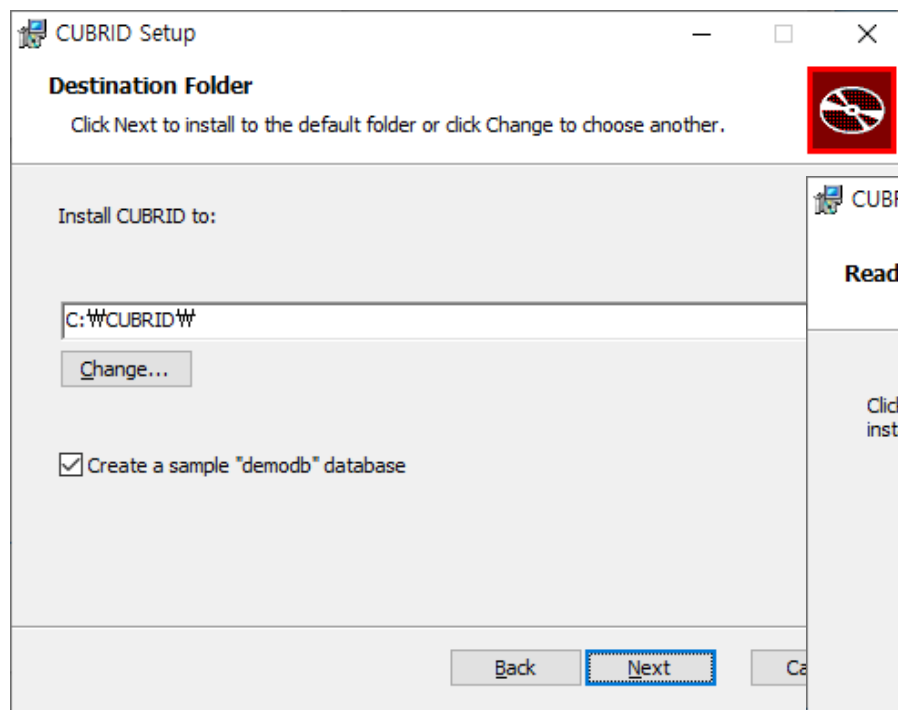 CUBRID Setup
Destination Folder
Click Next to install to the default folder or click Change to choose another.
Install CUBRID to:
C:₩CUBRID₩
Change...
Create a sample "demodb" database
Back
Next